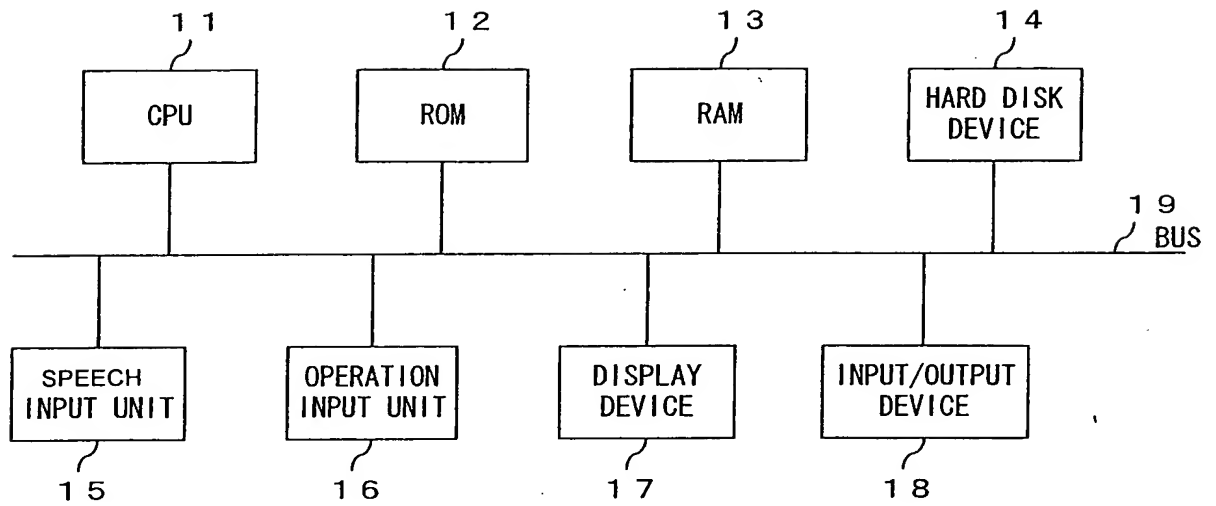 11 12 13 14
CPU ROM RAM HARD DISK
DEVICE
19
BUS
SPEECH
INPUT UNIT
OPERATION
INPUT UNIT
DISPLAY
DEVICE
INPUT/OUTPUT
DEVICE
15 16 17 18